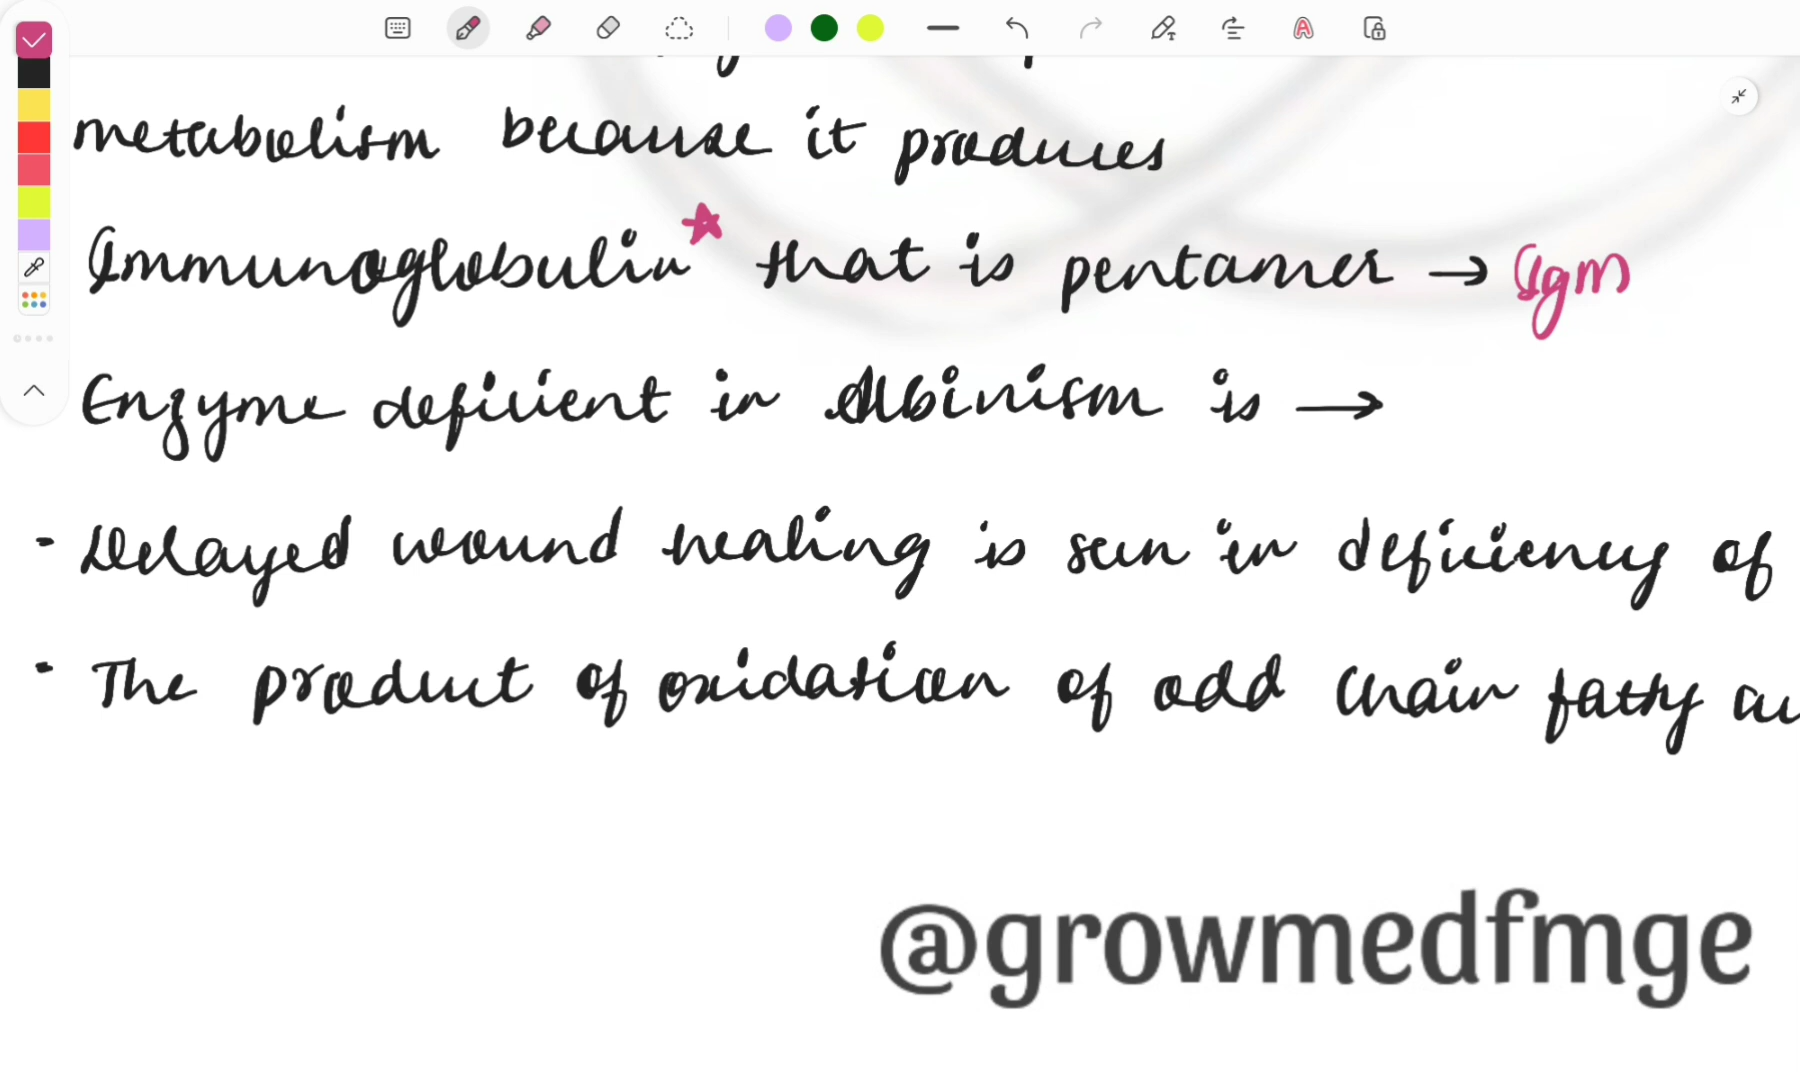 metabolism because it produces
Immunoglobulin that is pentamer → Igm
Enzyme deficient in Albinism is →
- Delayed wound healing is seen in deficiency of
- The product of oxidation of odd chain fatty
@growmedfmge